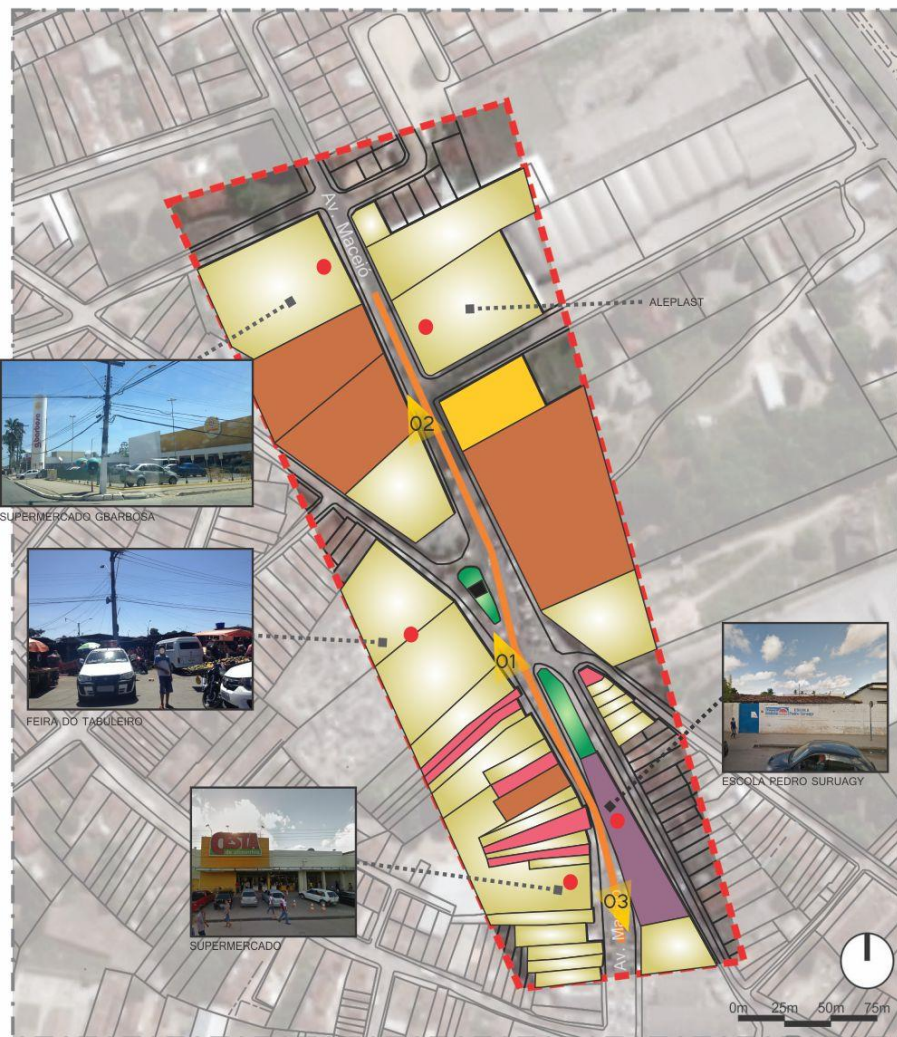 Av. Maceió
ALEPLAST
02
SUPERMERCADO GBARBOSA
01
FEIRA DO TABULEIRO
ESCOLA PEDRO SURUAGY
CESTA
03
SUPERMERCADO
Av. Ma
0m 25m 50m 75m